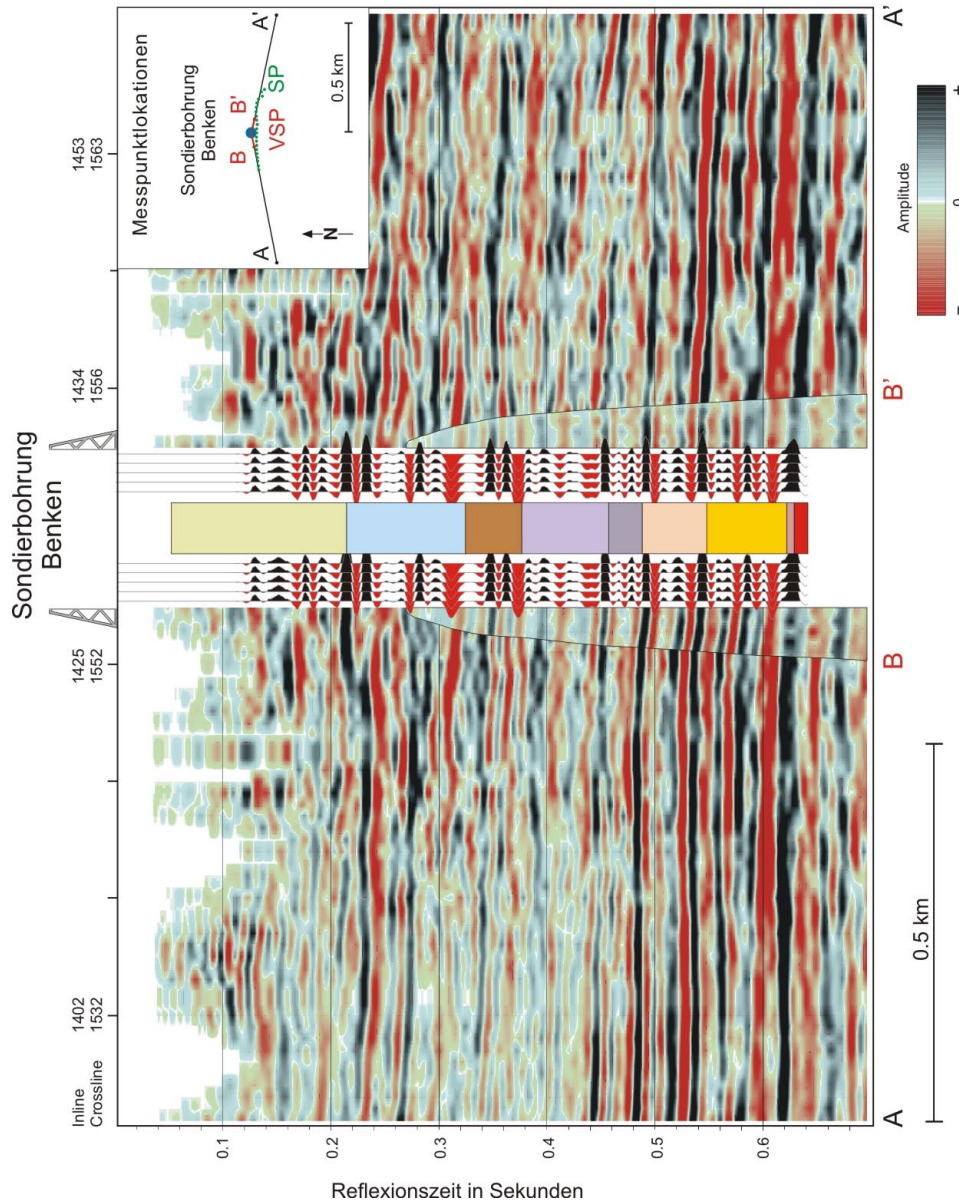 Sondierbohrung
Benken
Inline
Crossline
1402
1532
1425
1552
1434
1556
1453
1563
Messpunktlokationen
Sondierbohrung
Benken
A
B
B'
A'
VSP
SP
N
0.5 km
0.1
0.2
0.3
0.4
0.5
0.6
Reflexionszeit in Sekunden
A
B
B'
A'
0.5 km
Amplitude
-
0
+